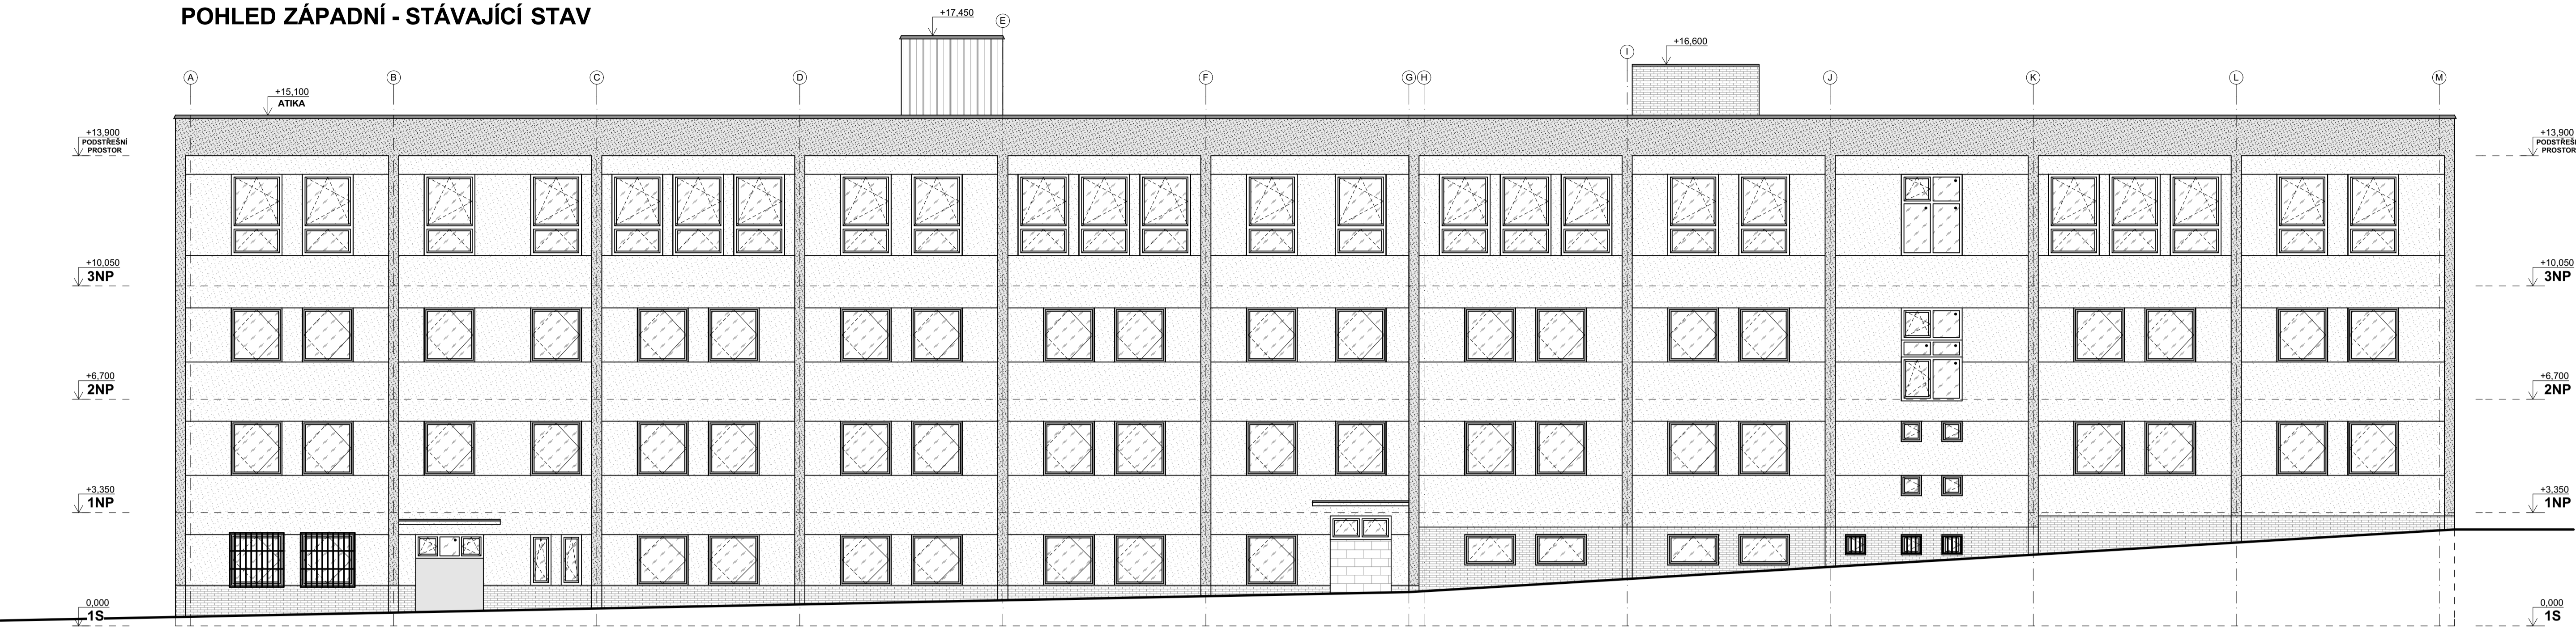 POHLED ZÁPADNÍ - STÁVAJÍCÍ STAV
+17,450
E
+16,600
I
A
B
C
D
F
G
H
J
K
L
M
+15,100
ATIKA
+13,900
PODSTŘEŠNÍ
PROSTOR
+13,900
PODSTŘEŠ
PROSTOR
+10,050
3NP
+10,050
3NP
+6,700
2NP
+6,700
2NP
+3,350
1NP
+3,350
1NP
0,000
1S
0,000
1S